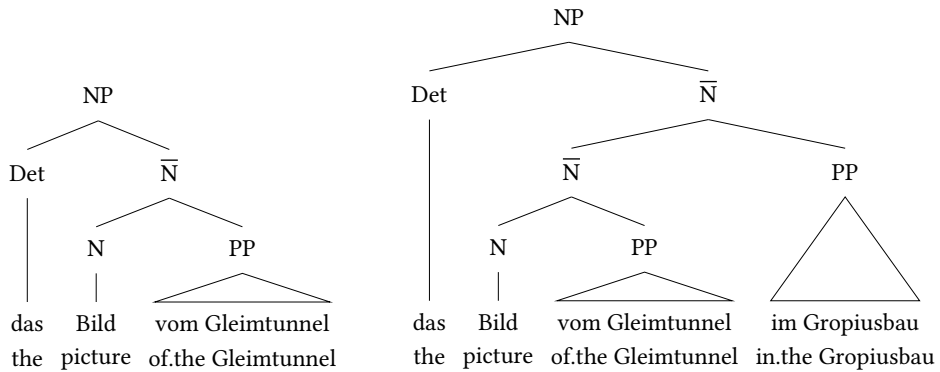 NP
Det N̅
N PP
das Bild vom Gleimtunnel
the picture of.the Gleimtunnel
NP
Det N̅
N̅ PP
N PP
das Bild vom Gleimtunnel im Gropiusbau
the picture of.the Gleimtunnel in.the Gropiusbau